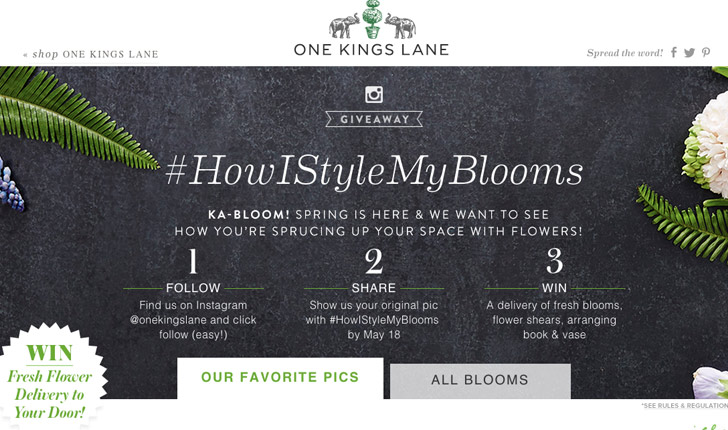 « shop ONE KINGS LANE
ONE KINGS LANE
Spread the word!
GIVEAWAY
#HowIStyleMyBlooms
KA-BLOOM! SPRING IS HERE & WE WANT TO SEE
HOW YOU'RE SPRUCING UP YOUR SPACE WITH FLOWERS!
1
FOLLOW
Find us on Instagram
@onekingslane and click
follow (easy!)
2
SHARE
Show us your original pic
with #HowIStyleMyBlooms
by May 18
3
WIN
A delivery of fresh blooms,
flower shears, arranging
book & vase
WIN
Fresh Flower
Delivery to
Your Door!
OUR FAVORITE PICS
ALL BLOOMS
*SEE RULES & REGULATION